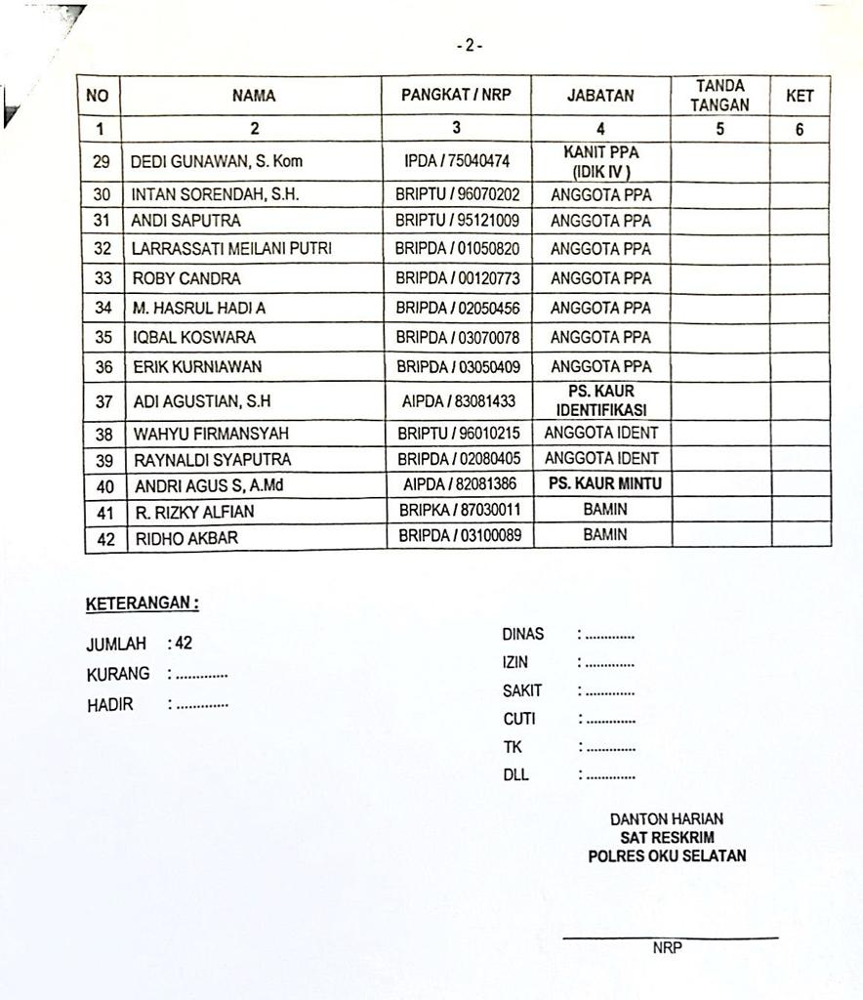 - 2 -
NO NAMA PANGKAT / NRP JABATAN TANDA TANGAN KET
1 2 3 4 5 6
29 DEDI GUNAWAN, S. Kom IPDA / 75040474 KANIT PPA (IDIK IV )
30 INTAN SORENDAH, S.H. BRIPTU / 96070202 ANGGOTA PPA
31 ANDI SAPUTRA BRIPTU / 95121009 ANGGOTA PPA
32 LARRASSATI MEILANI PUTRI BRIPDA / 01050820 ANGGOTA PPA
33 ROBY CANDRA BRIPDA / 00120773 ANGGOTA PPA
34 M. HASRUL HADI A BRIPDA / 02050456 ANGGOTA PPA
35 IQBAL KOSWARA BRIPDA / 03070078 ANGGOTA PPA
36 ERIK KURNIAWAN BRIPDA / 03050409 ANGGOTA PPA
37 ADI AGUSTIAN, S.H AIPDA / 83081433 PS. KAUR IDENTIFIKASI
38 WAHYU FIRMANSYAH BRIPTU / 96010215 ANGGOTA IDENT
39 RAYNALDI SYAPUTRA BRIPDA / 02080405 ANGGOTA IDENT
40 ANDRI AGUS S, A.Md AIPDA / 82081386 PS. KAUR MINTU
41 R. RIZKY ALFIAN BRIPKA / 87030011 BAMIN
42 RIDHO AKBAR BRIPDA / 03100089 BAMIN
KETERANGAN :
JUMLAH : 42
KURANG : .............
HADIR : .............
DINAS : .............
IZIN : .............
SAKIT : .............
CUTI : .............
TK : .............
DLL : .............
DANTON HARIAN
SAT RESKRIM
POLRES OKU SELATAN
NRP